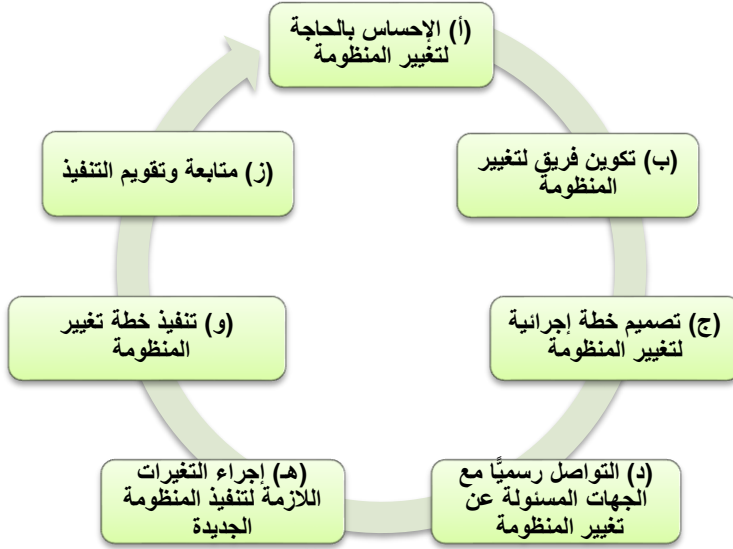 (أ) الإحساس بالحاجة
لتغيير المنظومة
(ب) تكوين فريق لتغيير
المنظومة
(ج) تصميم خطة إجرائية
لتغيير المنظومة
(د) التواصل رسميًّا مع
الجهات المسئولة عن
تغيير المنظومة
(هـ) إجراء التغيرات
اللازمة لتنفيذ المنظومة
الجديدة
(و) تنفيذ خطة تغيير
المنظومة
(ز) متابعة وتقويم التنفيذ